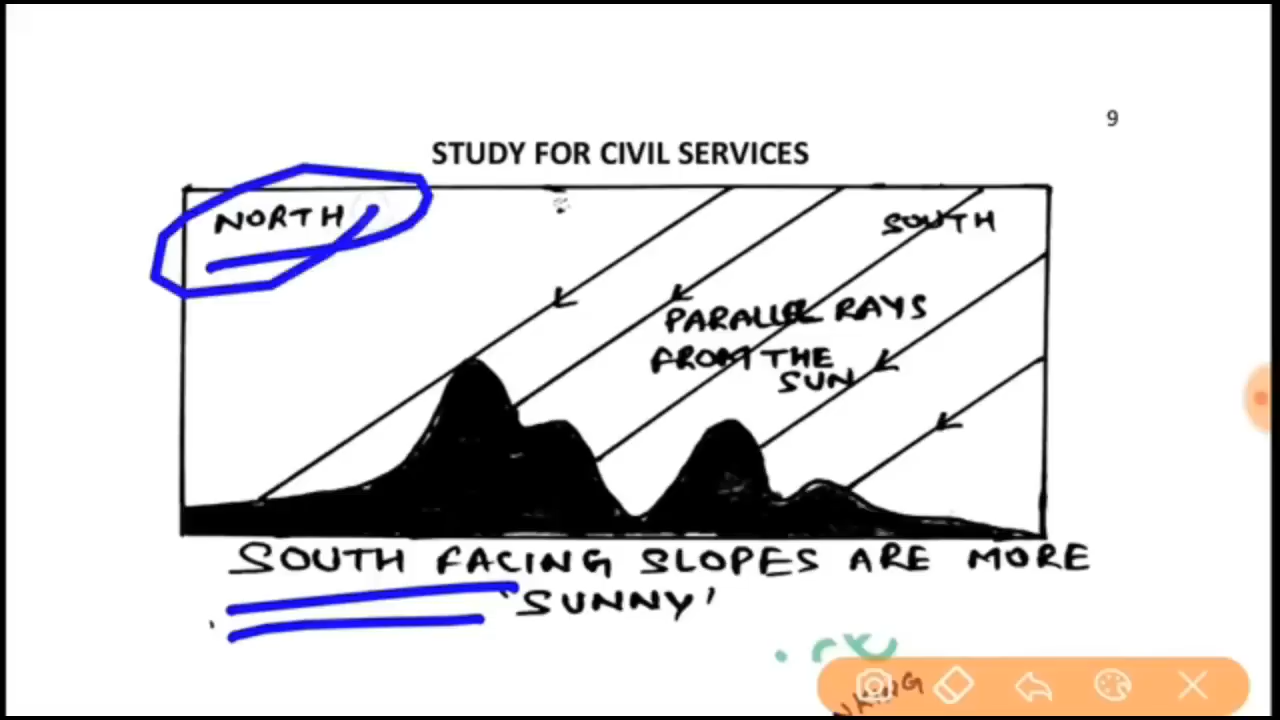 9
STUDY FOR CIVIL SERVICES
NORTH
SOUTH
PARALLEL RAYS
FROM THE
SUN
SOUTH FACING SLOPES ARE MORE
'SUNNY'